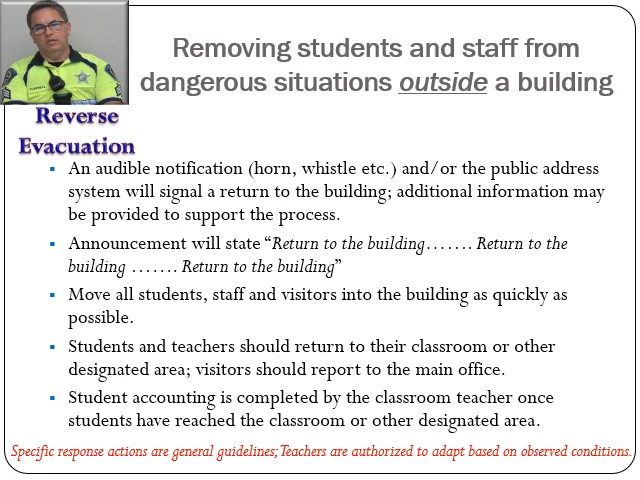 Removing students and staff from
dangerous situations outside a building
Reverse
Evacuation
▪ An audible notification (horn, whistle etc.) and/or the public address
system will signal a return to the building; additional information may
be provided to support the process.
▪ Announcement will state “Return to the building……. Return to the
building ……. Return to the building”
▪ Move all students, staff and visitors into the building as quickly as
possible.
▪ Students and teachers should return to their classroom or other
designated area; visitors should report to the main office.
▪ Student accounting is completed by the classroom teacher once
students have reached the classroom or other designated area.
Specific response actions are general guidelines; Teachers are authorized to adapt based on observed conditions.